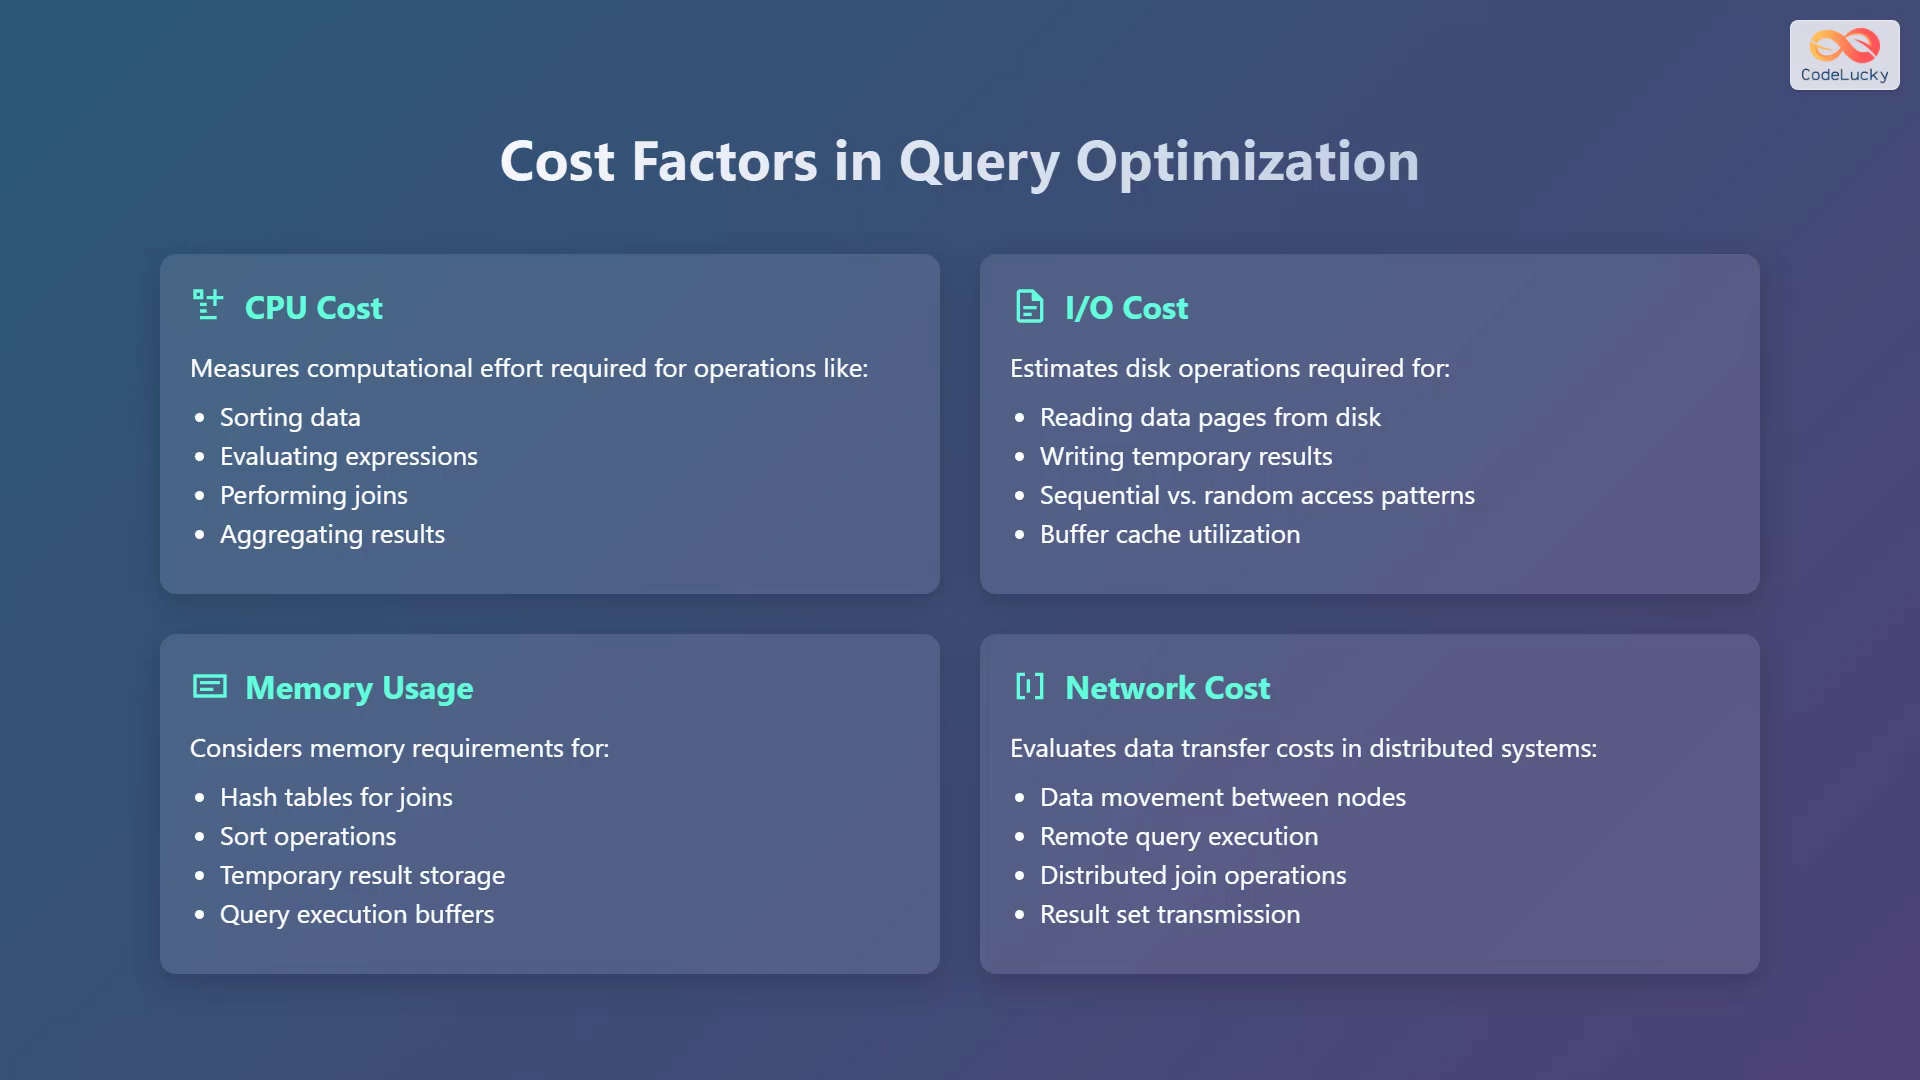 CodeLucky
Cost Factors in Query Optimization
CPU Cost
Measures computational effort required for operations like:
• Sorting data
• Evaluating expressions
• Performing joins
• Aggregating results
I/O Cost
Estimates disk operations required for:
• Reading data pages from disk
• Writing temporary results
• Sequential vs. random access patterns
• Buffer cache utilization
Memory Usage
Considers memory requirements for:
• Hash tables for joins
• Sort operations
• Temporary result storage
• Query execution buffers
Network Cost
Evaluates data transfer costs in distributed systems:
• Data movement between nodes
• Remote query execution
• Distributed join operations
• Result set transmission